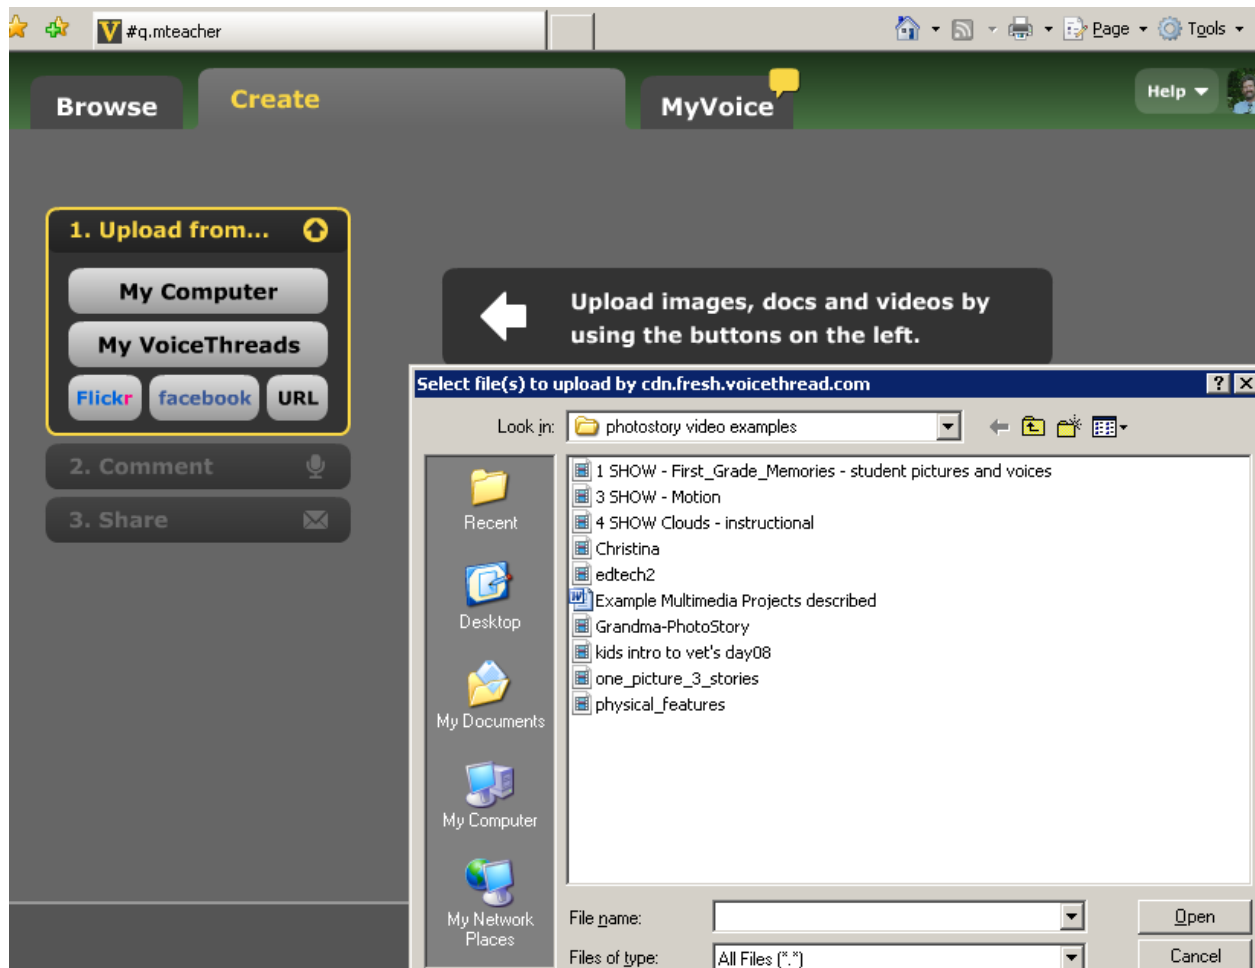 #q.mteacher
Page
Tools
Browse
Create
MyVoice
Help
1. Upload from...
My Computer
My VoiceThreads
Flickr
facebook
URL
2. Comment
3. Share
Upload images, docs and videos by
using the buttons on the left.
Select file(s) to upload by cdn.fresh.voicethread.com
Look in:
photostory video examples
Recent
Desktop
My Documents
My Computer
My Network
Places
1 SHOW - First_Grade_Memories - student pictures and voices
3 SHOW - Motion
4 SHOW Clouds - instructional
Christina
edtech2
Example Multimedia Projects described
Grandma-PhotoStory
kids intro to vet's day08
one_picture_3_stories
physical_features
File name:
Open
Files of type:
All Files (*.*)
Cancel